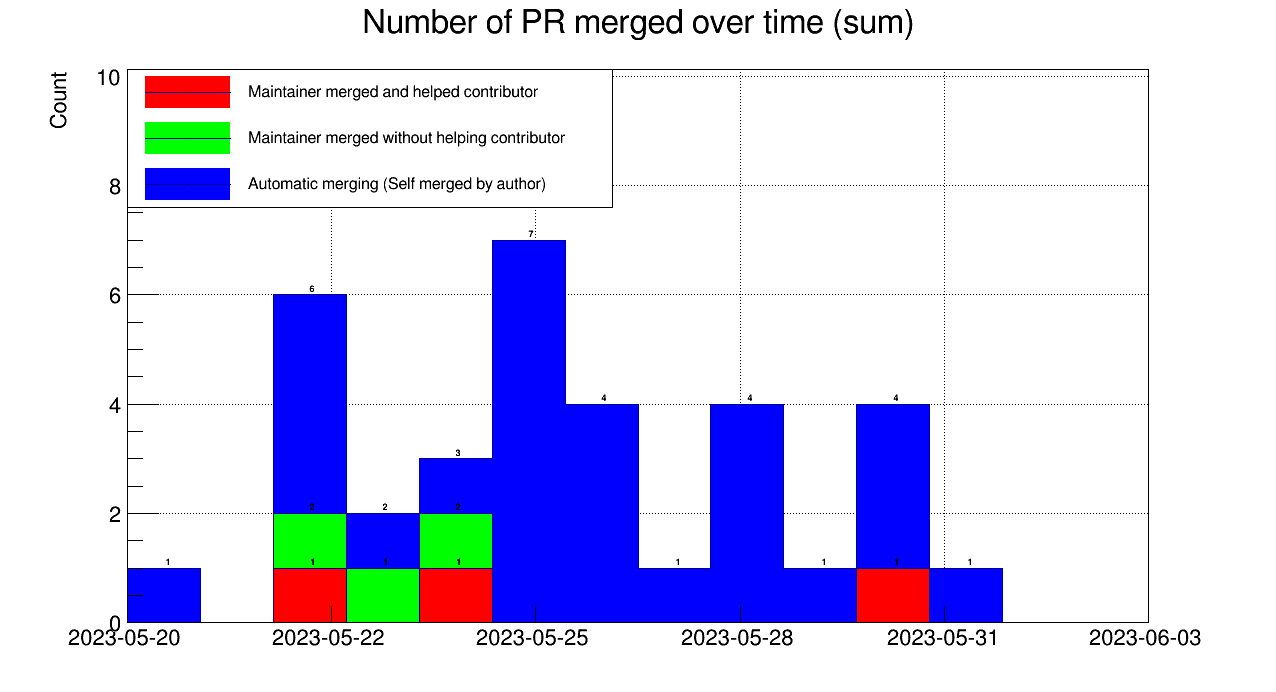 Number of PR merged over time (sum)
Count
10
Maintainer merged and helped contributor
Maintainer merged without helping contributor
8
Automatic merging (Self merged by author)
7
6
6
4
4 4 4
3
2
2 2 2
1 1 1 1 1 1 1 1
0
2023-05-20 2023-05-22 2023-05-25 2023-05-28 2023-05-31 2023-06-03